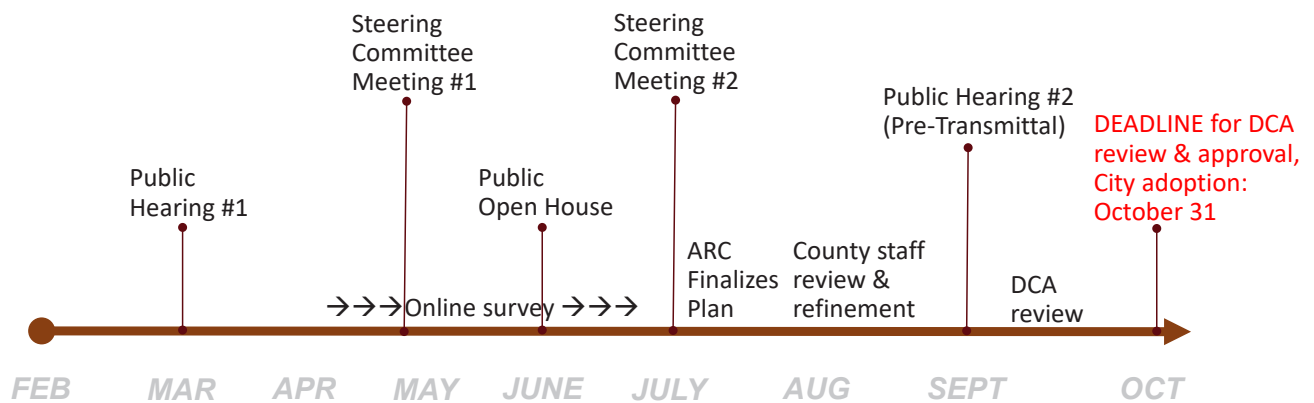 Steering
Committee
Meeting #1
Steering
Committee
Meeting #2
Public Hearing #2
(Pre-Transmittal)
DEADLINE for DCA
review & approval,
City adoption:
October 31
Public
Hearing #1
Public
Open House
ARC
Finalizes
Plan
County staff
review &
refinement
DCA
review
→→→Online survey →→→
FEB MAR APR MAY JUNE JULY AUG SEPT OCT